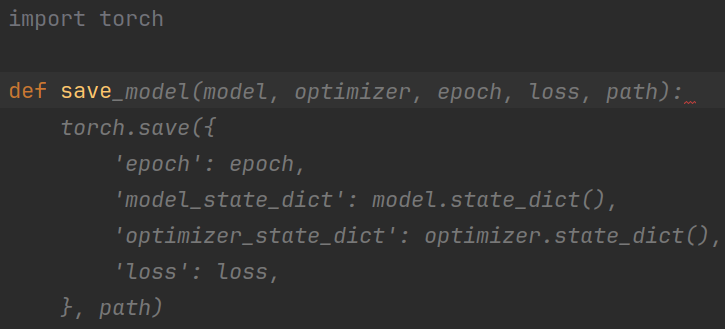 import torch
def save_model(model, optimizer, epoch, loss, path):
torch.save({
'epoch': epoch,
'model_state_dict': model.state_dict(),
'optimizer_state_dict': optimizer.state_dict(),
'loss': loss,
}, path)